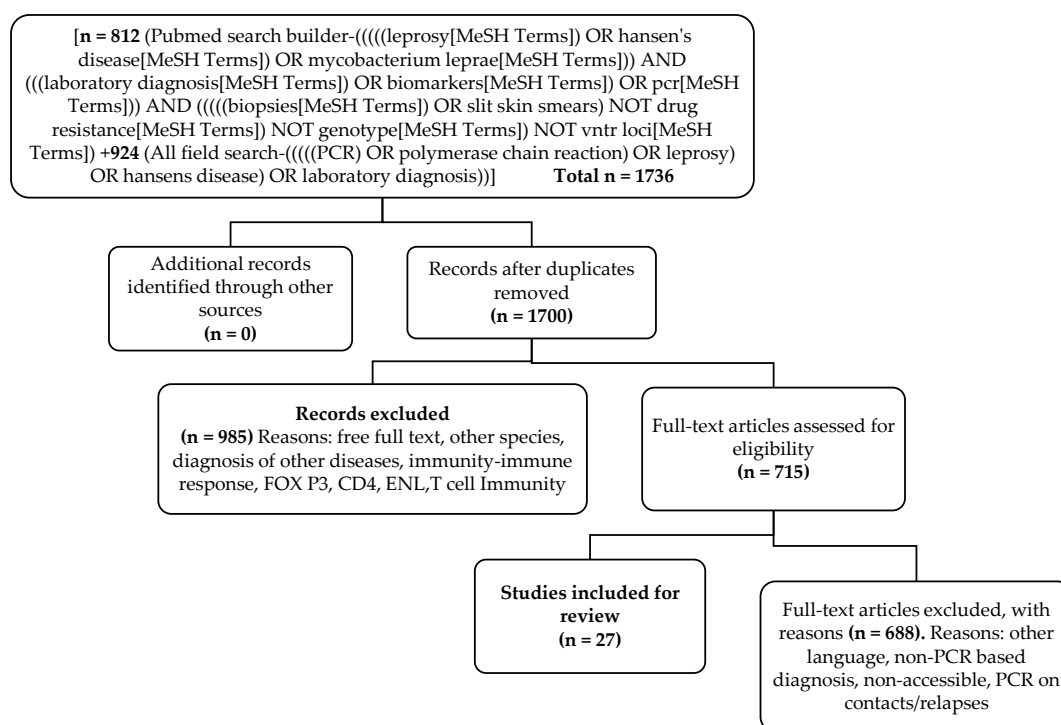 [n = 812 (Pubmed search builder-(((((leprosy[MeSH Terms]) OR hansen's
disease[MeSH Terms]) OR mycobacterium leprae[MeSH Terms])) AND
(((laboratory diagnosis[MeSH Terms]) OR biomarkers[MeSH Terms]) OR pcr[MeSH
Terms])) AND (((((biopsies[MeSH Terms]) OR slit skin smears) NOT drug
resistance[MeSH Terms]) NOT genotype[MeSH Terms]) NOT vntr loci[MeSH
Terms]) +924 (All field search-(((((PCR) OR polymerase chain reaction) OR leprosy)
OR hansens disease) OR laboratory diagnosis))] Total n = 1736
Additional records
identified through other
sources
(n = 0)
Records after duplicates
removed
(n = 1700)
Records excluded
(n = 985) Reasons: free full text, other species,
diagnosis of other diseases, immunity-immune
response, FOX P3, CD4, ENL,T cell Immunity
Full-text articles assessed for
eligibility
(n = 715)
Studies included for
review
(n = 27)
Full-text articles excluded, with
reasons (n = 688). Reasons: other
language, non-PCR based
diagnosis, non-accessible, PCR on
contacts/relapses